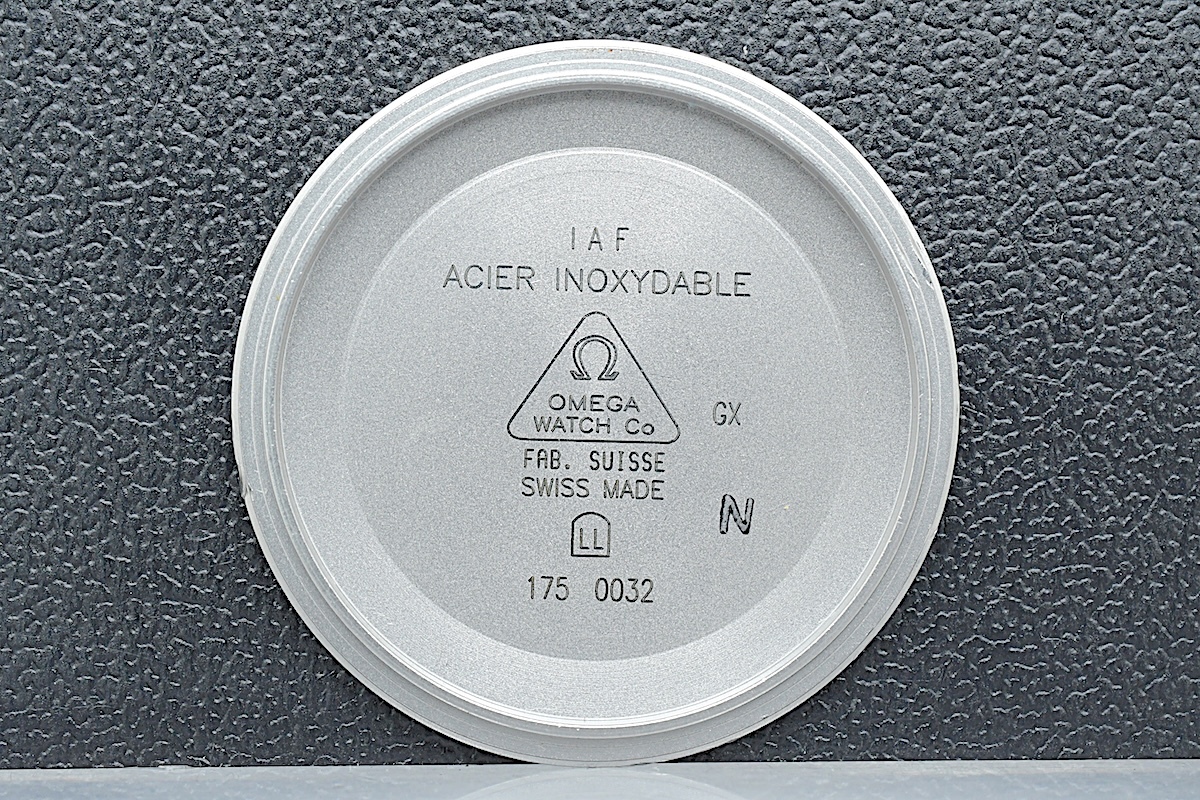 IAF
ACIER INOXYDABLE
Ω
OMEGA
WATCH Co
GX
FAB. SUISSE
SWISS MADE
N
LL
175 0032